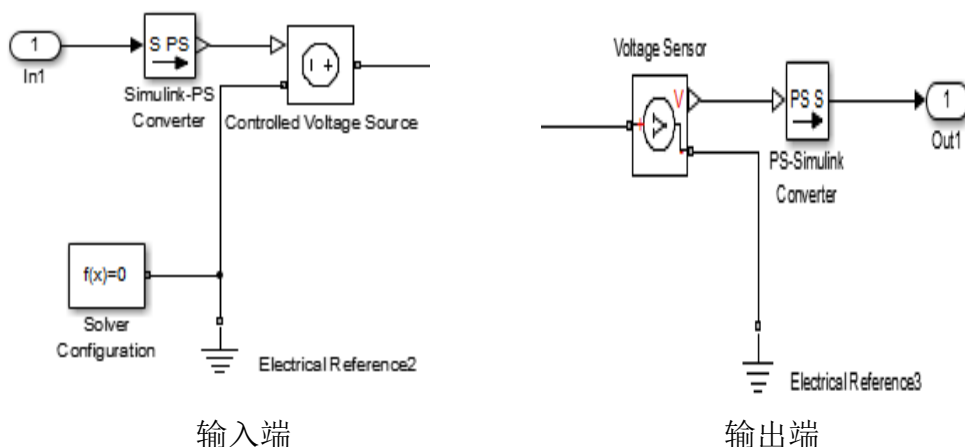 1
In1
S PS
Simulink-PS
Converter
- +
Controlled Voltage Source
f(x)=0
Solver
Configuration
Electrical Reference2
输入端
Voltage Sensor
+
V
-
PS S
PS-Simulink
Converter
1
Out1
Electrical Reference3
输出端